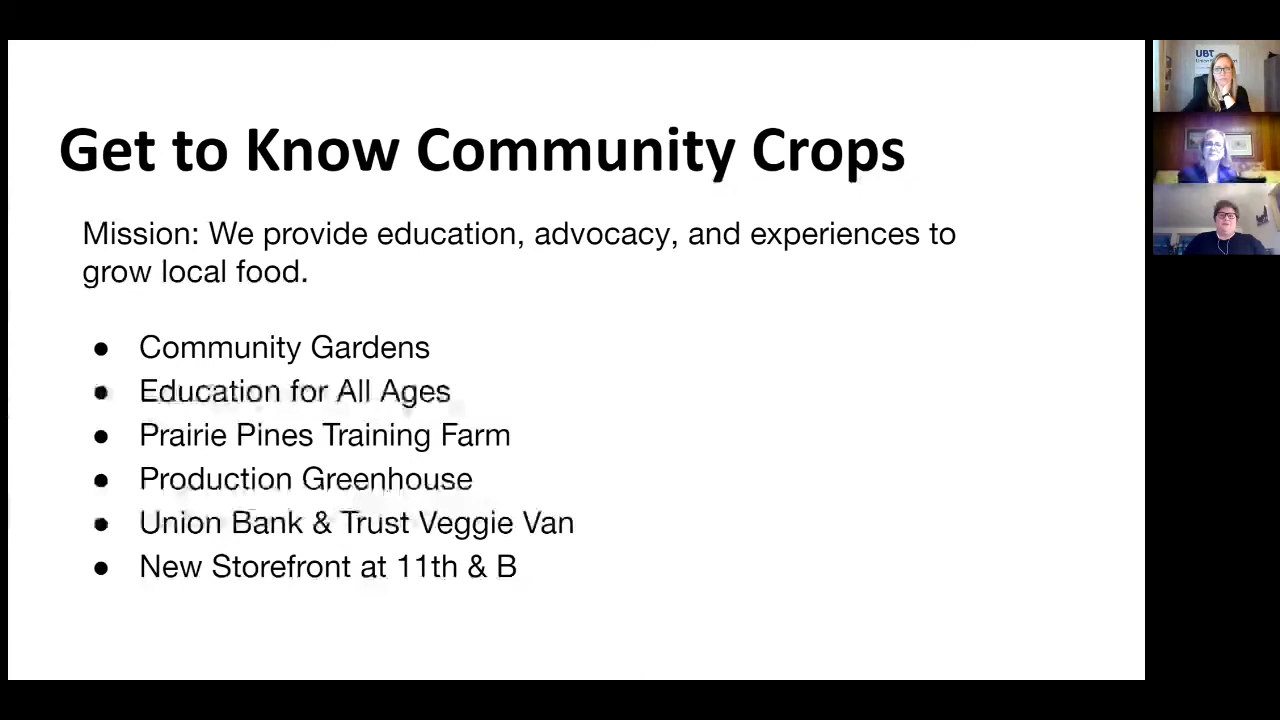 Get to Know Community Crops
Mission: We provide education, advocacy, and experiences to
grow local food.
● Community Gardens
● Education for All Ages
● Prairie Pines Training Farm
● Production Greenhouse
● Union Bank & Trust Veggie Van
● New Storefront at 11th & B
UBT